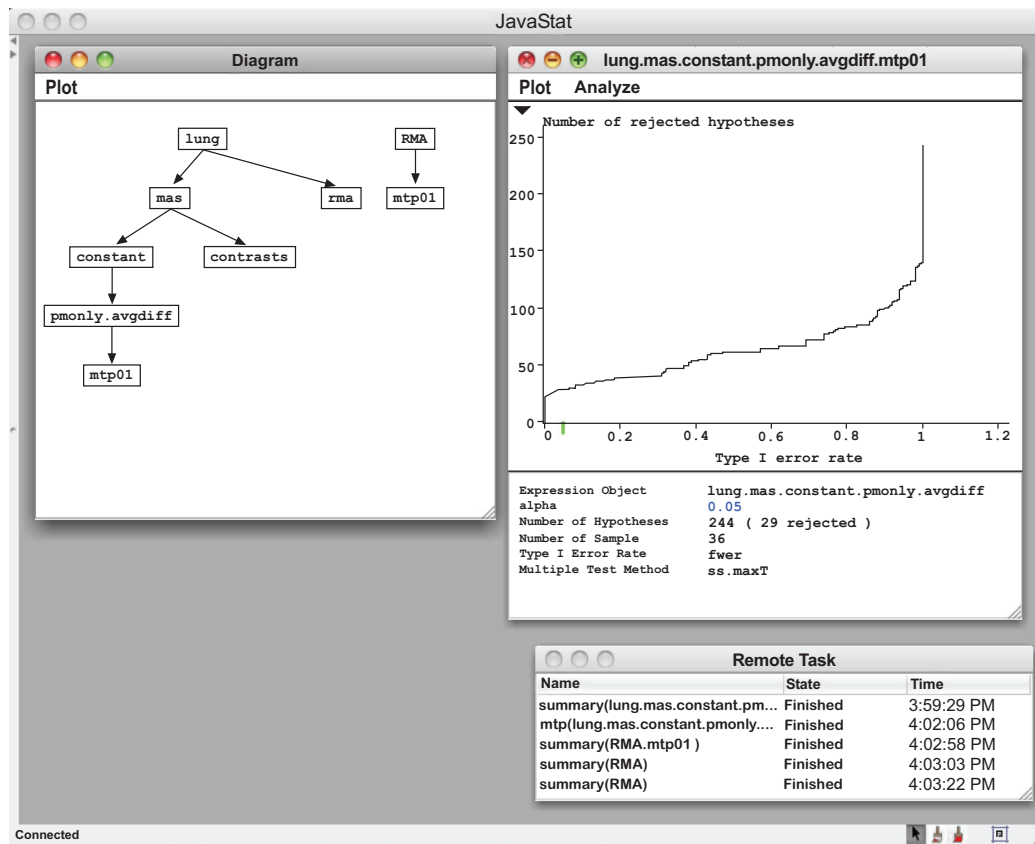 JavaStat
Diagram
Plot
lung
RMA
mas
rma
mtp01
constant
contrasts
pmonly.avgdiff
mtp01
lung.mas.constant.pmonly.avgdiff.mtp01
Plot Analyze
Number of rejected hypotheses
250
200
150
100
50
0
0 0.2 0.4 0.6 0.8 1 1.2
Type I error rate
Expression Object lung.mas.constant.pmonly.avgdiff
alpha 0.05
Number of Hypotheses 244 ( 29 rejected )
Number of Sample 36
Type I Error Rate fwer
Multiple Test Method ss.maxT
Remote Task
Name State Time
summary(lung.mas.constant.pm... Finished 3:59:29 PM
mtp(lung.mas.constant.pmonly.... Finished 4:02:06 PM
summary(RMA.mtp01 ) Finished 4:02:58 PM
summary(RMA) Finished 4:03:03 PM
summary(RMA) Finished 4:03:22 PM
Connected